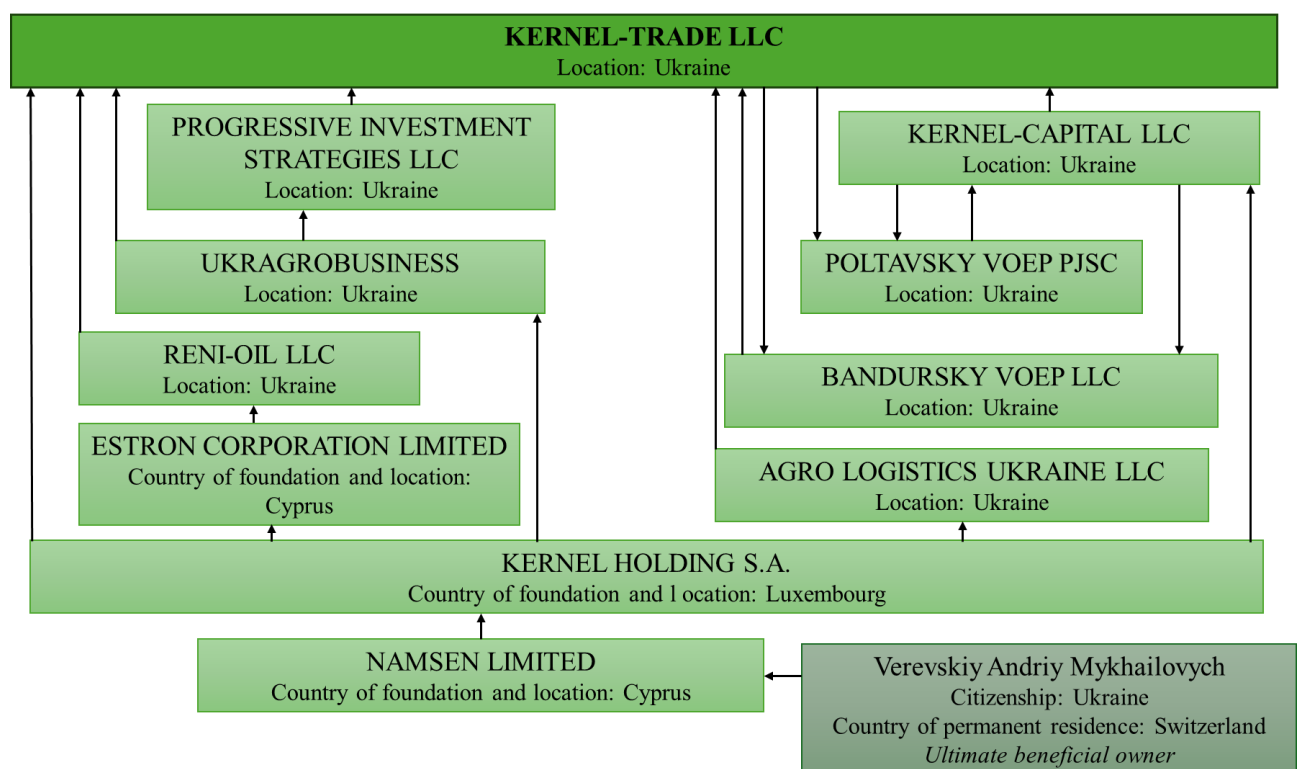 KERNEL-TRADE LLC
Location: Ukraine
PROGRESSIVE INVESTMENT
STRATEGIES LLC
Location: Ukraine
KERNEL-CAPITAL LLC
Location: Ukraine
UKRAGROBUSINESS
Location: Ukraine
POLTAVSKY VOEP PJSC
Location: Ukraine
RENI-OIL LLC
Location: Ukraine
BANDURSKY VOEP LLC
Location: Ukraine
ESTRON CORPORATION LIMITED
Country of foundation and location:
Cyprus
AGRO LOGISTICS UKRAINE LLC
Location: Ukraine
KERNEL HOLDING S.A.
Country of foundation and l ocation: Luxembourg
NAMSEN LIMITED
Country of foundation and location: Cyprus
Verevskiy Andriy Mykhailovych
Citizenship: Ukraine
Country of permanent residence: Switzerland
Ultimate beneficial owner